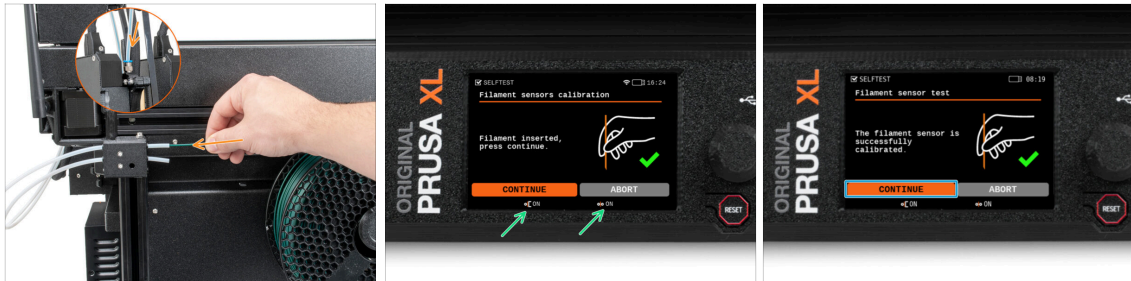 ORIGINAL
PRUSA XL
SELFTEST
16:24
Filament sensors calibration
Filament inserted,
press continue.
CONTINUE
ABORT
ON
ON
RESET
ORIGINAL
PRUSA XL
SELFTEST
08:19
Filament sensor test
The filament sensor is
successfully
calibrated.
CONTINUE
ABORT
ON
ON
RESET